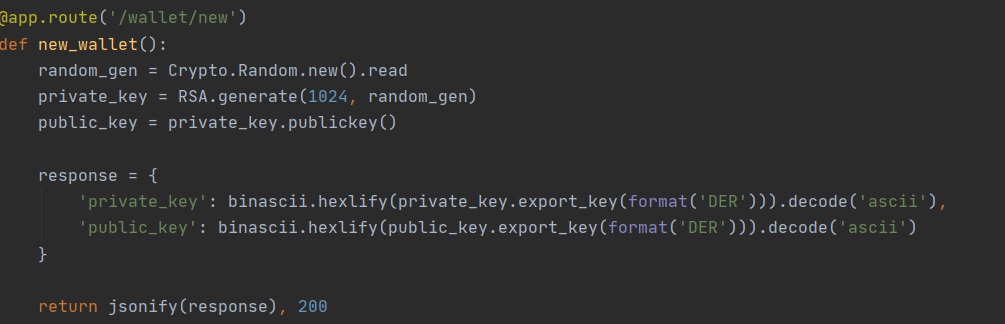 @app.route('/wallet/new')
def new_wallet():
    random_gen = Crypto.Random.new().read
    private_key = RSA.generate(1024, random_gen)
    public_key = private_key.publickey()

    response = {
        'private_key': binascii.hexlify(private_key.export_key(format('DER'))).decode('ascii'),
        'public_key': binascii.hexlify(public_key.export_key(format('DER'))).decode('ascii')
    }

    return jsonify(response), 200